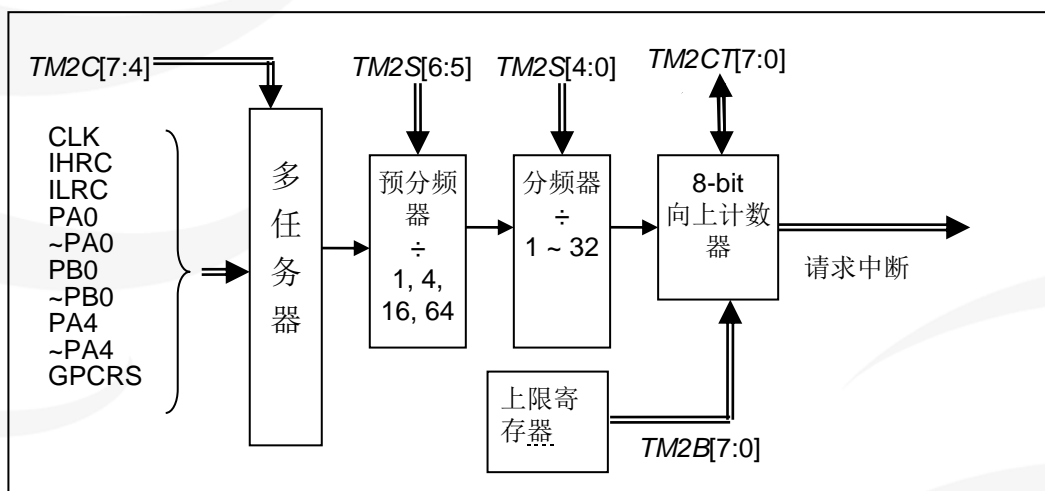 TM2C[7:4]
TM2S[6:5]
TM2S[4:0]
TM2CT[7:0]
CLK
IHRC
ILRC
PA0
~PA0
PB0
~PB0
PA4
~PA4
GPCRS
多
任
务
器
预分频
器
÷
1, 4,
16, 64
分频器
÷
1 ~ 32
8-bit
向上计数
器
请求中断
上限寄
存器
TM2B[7:0]